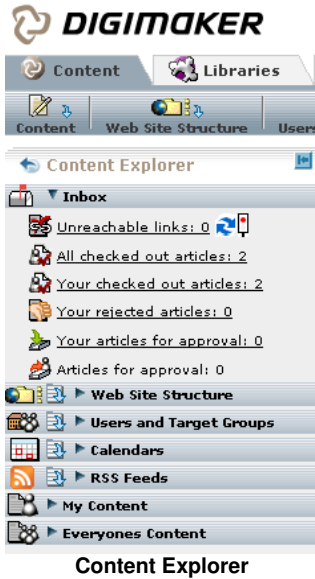 DIGIMAKER
Content Libraries
Content Web Site Structure Users
Content Explorer
Inbox
Unreachable links: 0
All checked out articles: 2
Your checked out articles: 2
Your rejected articles: 0
Your articles for approval: 0
Articles for approval: 0
Web Site Structure
Users and Target Groups
Calendars
RSS Feeds
My Content
Everyones Content
Content Explorer